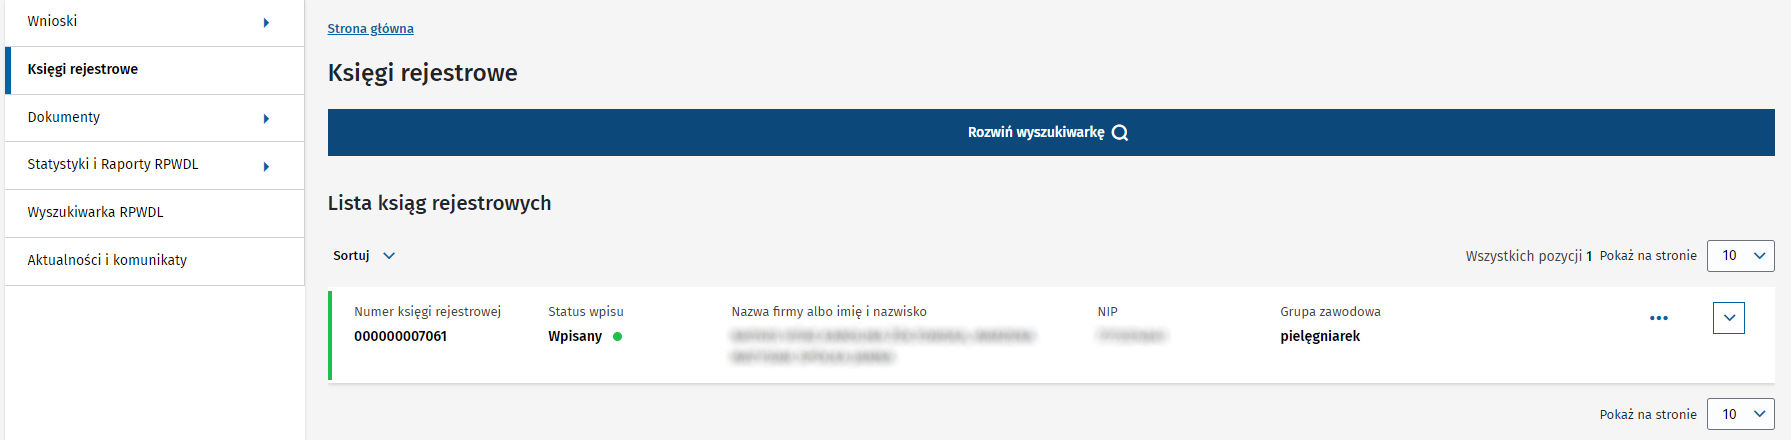 Wnioski
Księgi rejestrowe
Dokumenty
Statystyki i Raporty RPWDL
Wyszukiwarka RPWDL
Aktualności i komunikaty
Strona główna
Księgi rejestrowe
Rozwiń wyszukiwarkę
Lista ksiąg rejestrowych
Sortuj
Wszystkich pozycji 1 Pokaż na stronie 10
Numer księgi rejestrowej Status wpisu Nazwa firmy albo imię i nazwisko NIP Grupa zawodowa
000000007061 Wpisany pielęgniarek
Pokaż na stronie 10